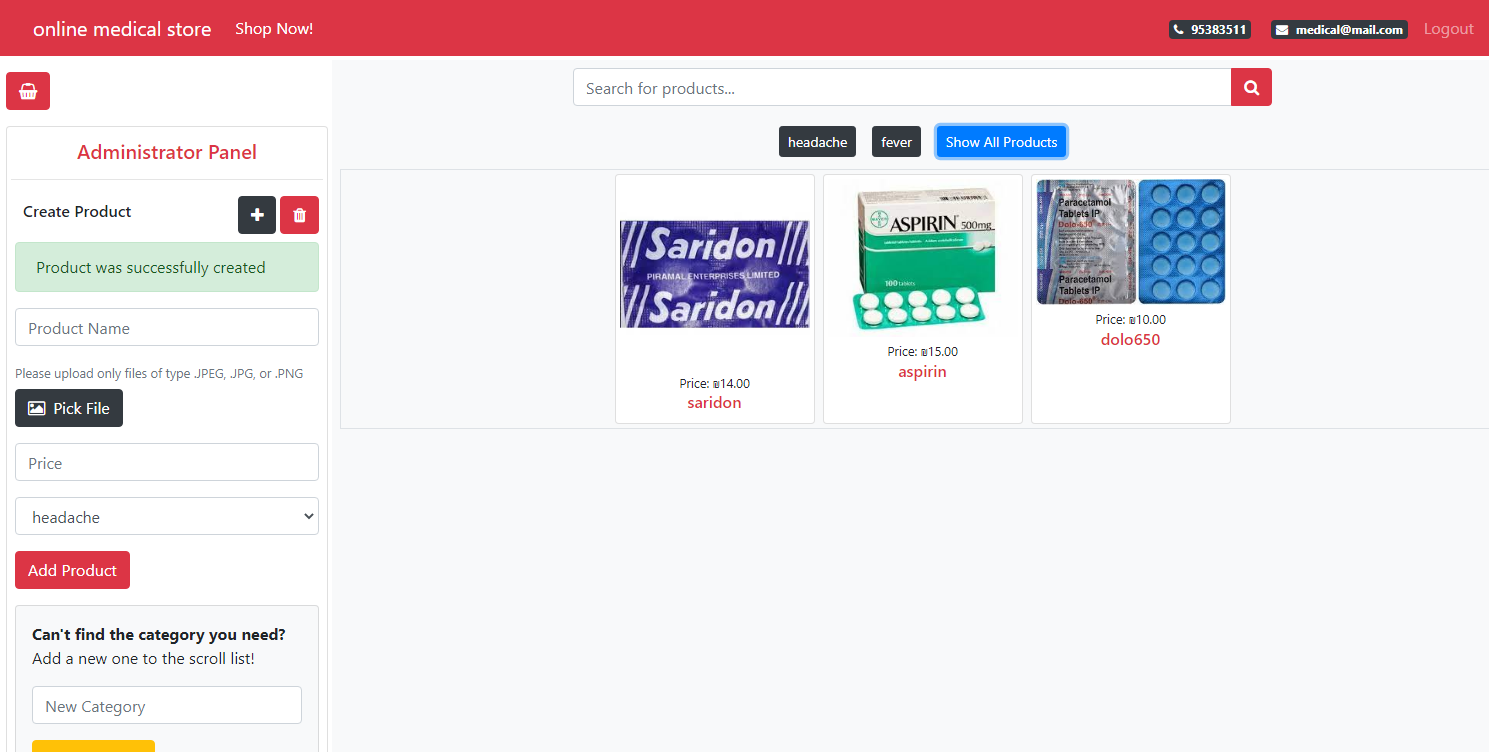 online medical store
Shop Now!
95383511
medical@mail.com
Logout
Search for products...
headache
fever
Show All Products
Administrator Panel
Create Product
Product was successfully created
Product Name
Please upload only files of type .JPEG, .JPG, or .PNG
Pick File
Price
headache
Add Product
Can't find the category you need?
Add a new one to the scroll list!
New Category
Saridon
PIRAMAL ENTERPRISES LIMITED
Saridon
Price: ₪14.00
saridon
ASPIRIN 500mg
100 tablets
Price: ₪15.00
aspirin
Paracetamol
Tablets IP
Dolo-650
Paracetamol
Tablets IP
Dolo-650
Price: ₪10.00
dolo650